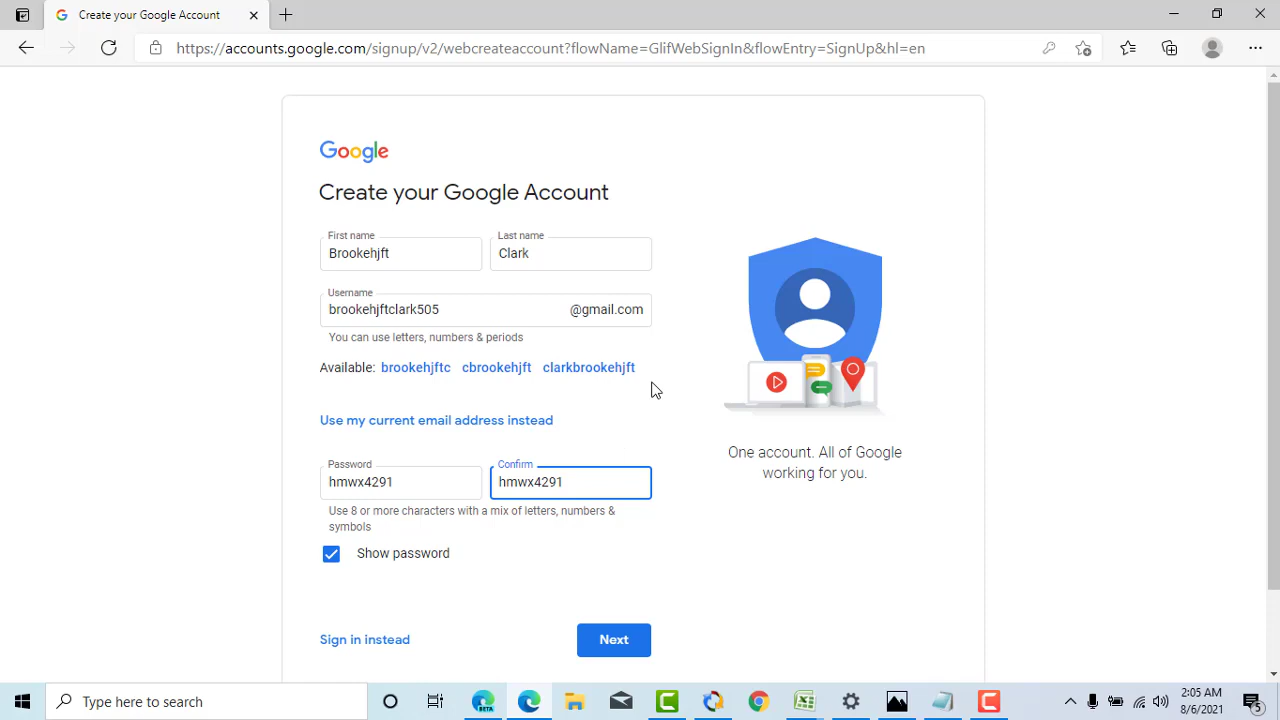 Create your Google Account
https://accounts.google.com/signup/v2/webcreateaccount?flowName=GlifWebSignIn&flowEntry=SignUp&hl=en
Google
Create your Google Account
First name
Last name
Brookehjft
Clark
Username
brookehjftclark505
@gmail.com
You can use letters, numbers & periods
Available: brookehjftc cbrookehjft clarkbrookehjft
Use my current email address instead
Password
Confirm
hmwx4291
hmwx4291
Use 8 or more characters with a mix of letters, numbers &
symbols
Show password
Sign in instead
Next
One account. All of Google
working for you.
Type here to search
BETA
2:05 AM
8/6/2021